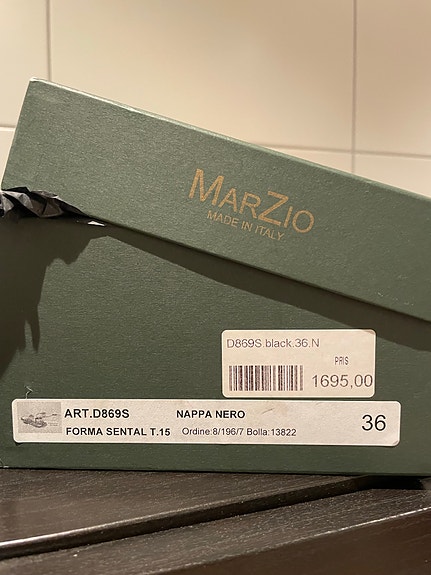 MARZIO
MADE IN ITALY
D869S black.36.N
PRIS
1695,00
ART.D869S NAPPA NERO
FORMA SENTAL T.15 Ordine:8/196/7 Bolla:13822
36